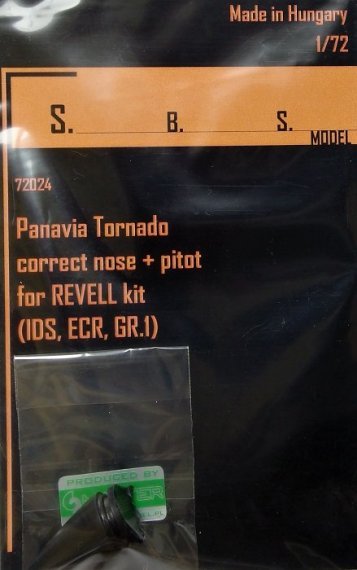 Made in Hungary
1/72
S. B. S.
MODEL
72024
Panavia Tornado
correct nose + pitot
for REVELL kit
(IDS, ECR, GR.1)
PRODUCED BY